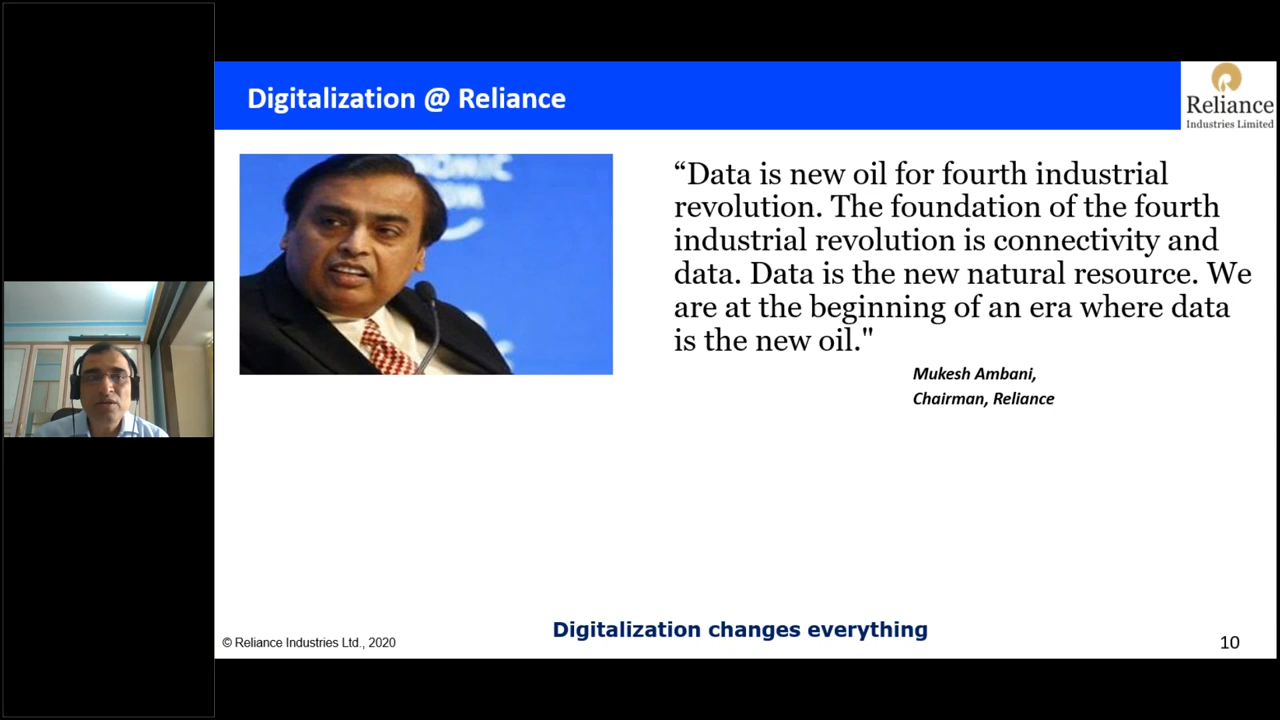 Digitalization @ Reliance
Reliance
Industries Limited
NOMIC
UM
“Data is new oil for fourth industrial
revolution. The foundation of the fourth
industrial revolution is connectivity and
data. Data is the new natural resource. We
are at the beginning of an era where data
is the new oil."
Mukesh Ambani,
Chairman, Reliance
Digitalization changes everything
© Reliance Industries Ltd., 2020
10